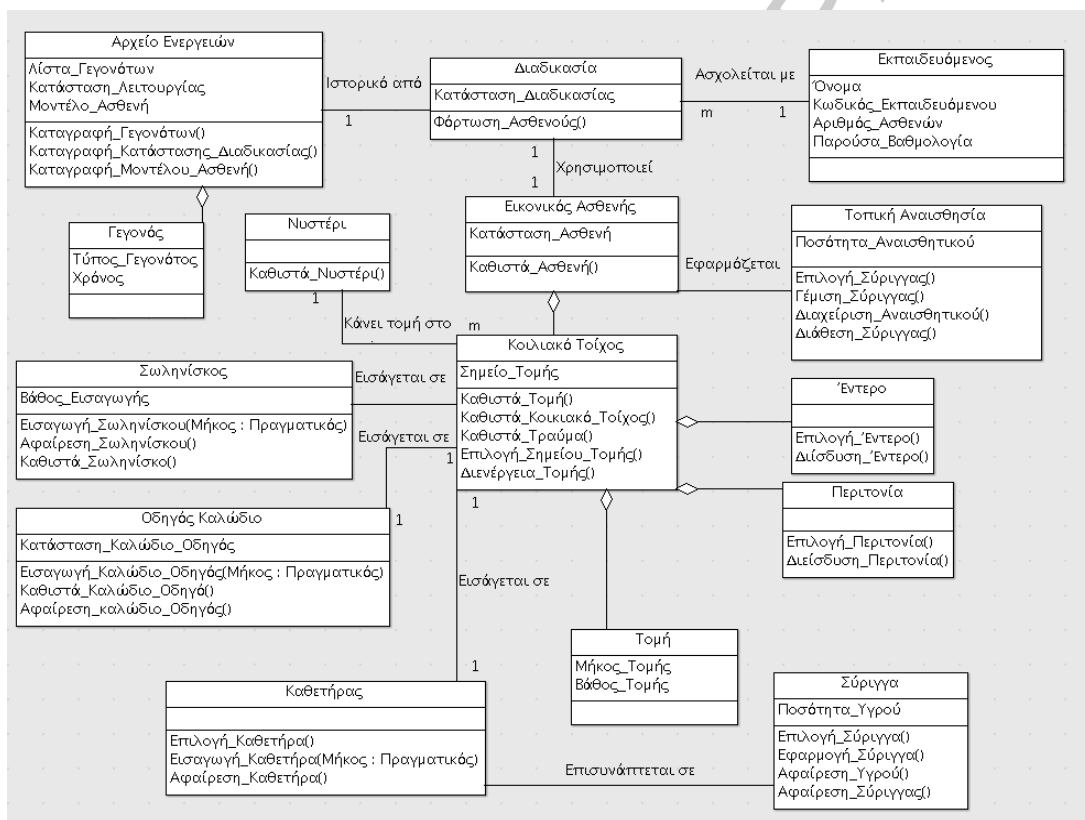 Αρχείο Ενεργειών
Λίστα_Γεγονότων
Κατάσταση_Λειτουργίας
Μοντέλο_Ασθενή
Καταγραφή_Γεγονότων()
Καταγραφή_Κατάστασης_Διαδικασίας()
Καταγραφή_Μοντέλου_Ασθενή()
Ιστορικό από
1
Διαδικασία
Κατάσταση_Διαδικασίας
Φόρτωση_Ασθενούς()
Ασχολείται με
m
1
Εκπαιδευόμενος
Όνομα
Κωδικός_Εκπαιδευόμενου
Αριθμός_Ασθενών
Παρούσα_Βαθμολογία
1
Χρησιμοποιεί
1
Γεγονός
Τύπος_Γεγονότος
Χρόνος
Νυστέρι
Καθιστά_Νυστέρι()
1
Κάνει τομή στο
m
Εικονικός Ασθενής
Κατάσταση_Ασθενή
Καθιστά_Ασθενή()
Εφαρμόζεται
Τοπική Αναισθησία
Ποσότητα_Αναισθητικού
Επιλογή_Σύριγγας()
Γέμιση_Σύριγγας()
Διαχείριση_Αναισθητικού()
Διάθεση_Σύριγγας()
Σωληνίσκος
Βάθος_Εισαγωγής
Εισαγωγή_Σωληνίσκου(Μήκος : Πραγματικός)
Αφαίρεση_Σωληνίσκου()
Καθιστά_Σωληνίσκο()
Εισάγεται σε
Εισάγεται σε
1
1
Κοιλιακό Τοίχος
Σημείο_Τομής
Καθιστά_Τομή()
Καθιστά_Κοικιακό_Τοίχος()
Καθιστά_Τραύμα()
Επιλογή_Σημείου_Τομής()
Διενέργεια_Τομής()
Έντερο
Επιλογή_Έντερο()
Διίσδυση_Έντερο()
Περιτονία
Επιλογή_Περιτονία()
Διείσδυση_Περιτονία()
Οδηγός Καλώδιο
Κατάσταση_Καλώδιο_Οδηγός
Εισαγωγή_Καλώδιο_Οδηγός(Μήκος : Πραγματικός)
Καθιστά_Καλώδιο_Οδηγό()
Αφαίρεση_καλώδιο_Οδηγός()
1
Εισάγεται σε
1
Τομή
Μήκος_Τομής
Βάθος_Τομής
Καθετήρας
Επιλογή_Καθετήρα()
Εισαγωγή_Καθετήρα(Μήκος : Πραγματικός)
Αφαίρεση_Καθετήρα()
Επισυνάπτεται σε
Σύριγγα
Ποσότητα_Υγρού
Επιλογή_Σύριγγα()
Εφαρμογή_Σύριγγα()
Αφαίρεση_Υγρού()
Αφαίρεση_Σύριγγας()